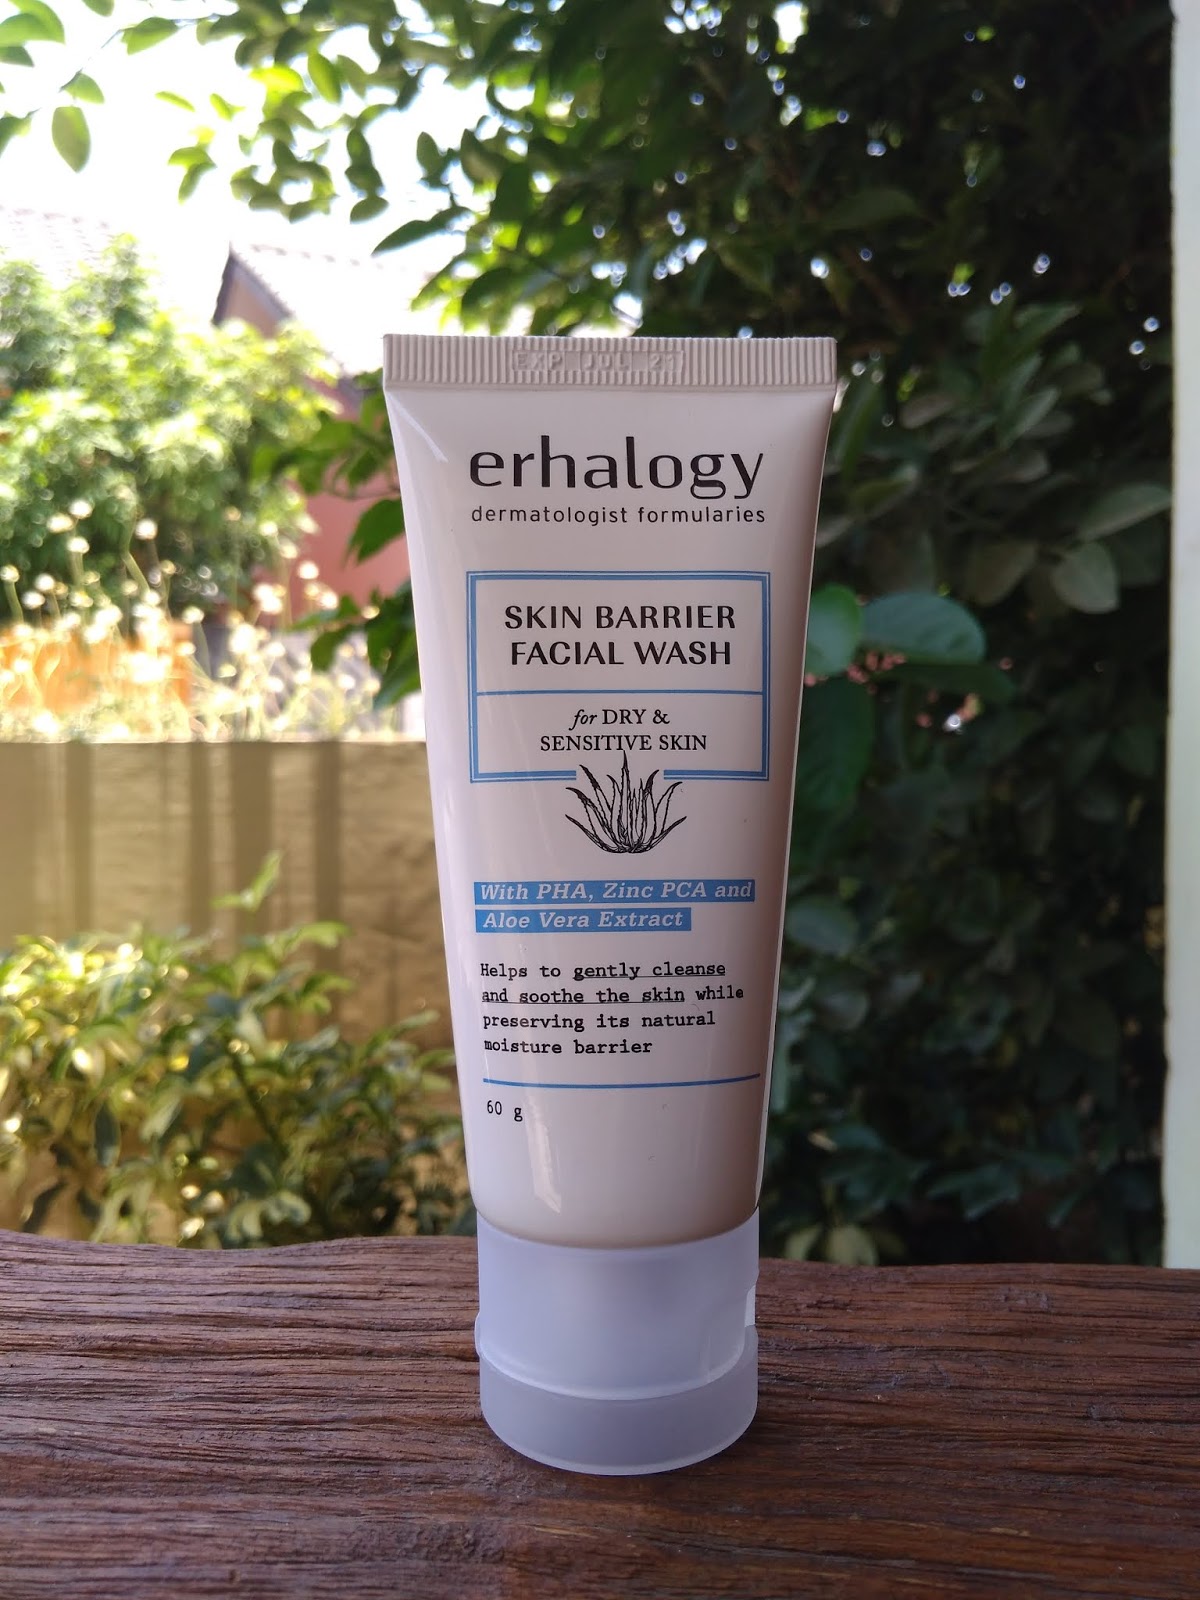 EXP JUL 21
erhalogy
dermatologist formularies
SKIN BARRIER
FACIAL WASH
for DRY &
SENSITIVE SKIN
With PHA, Zinc PCA and
Aloe Vera Extract
Helps to gently cleanse
and soothe the skin while
preserving its natural
moisture barrier
60 g